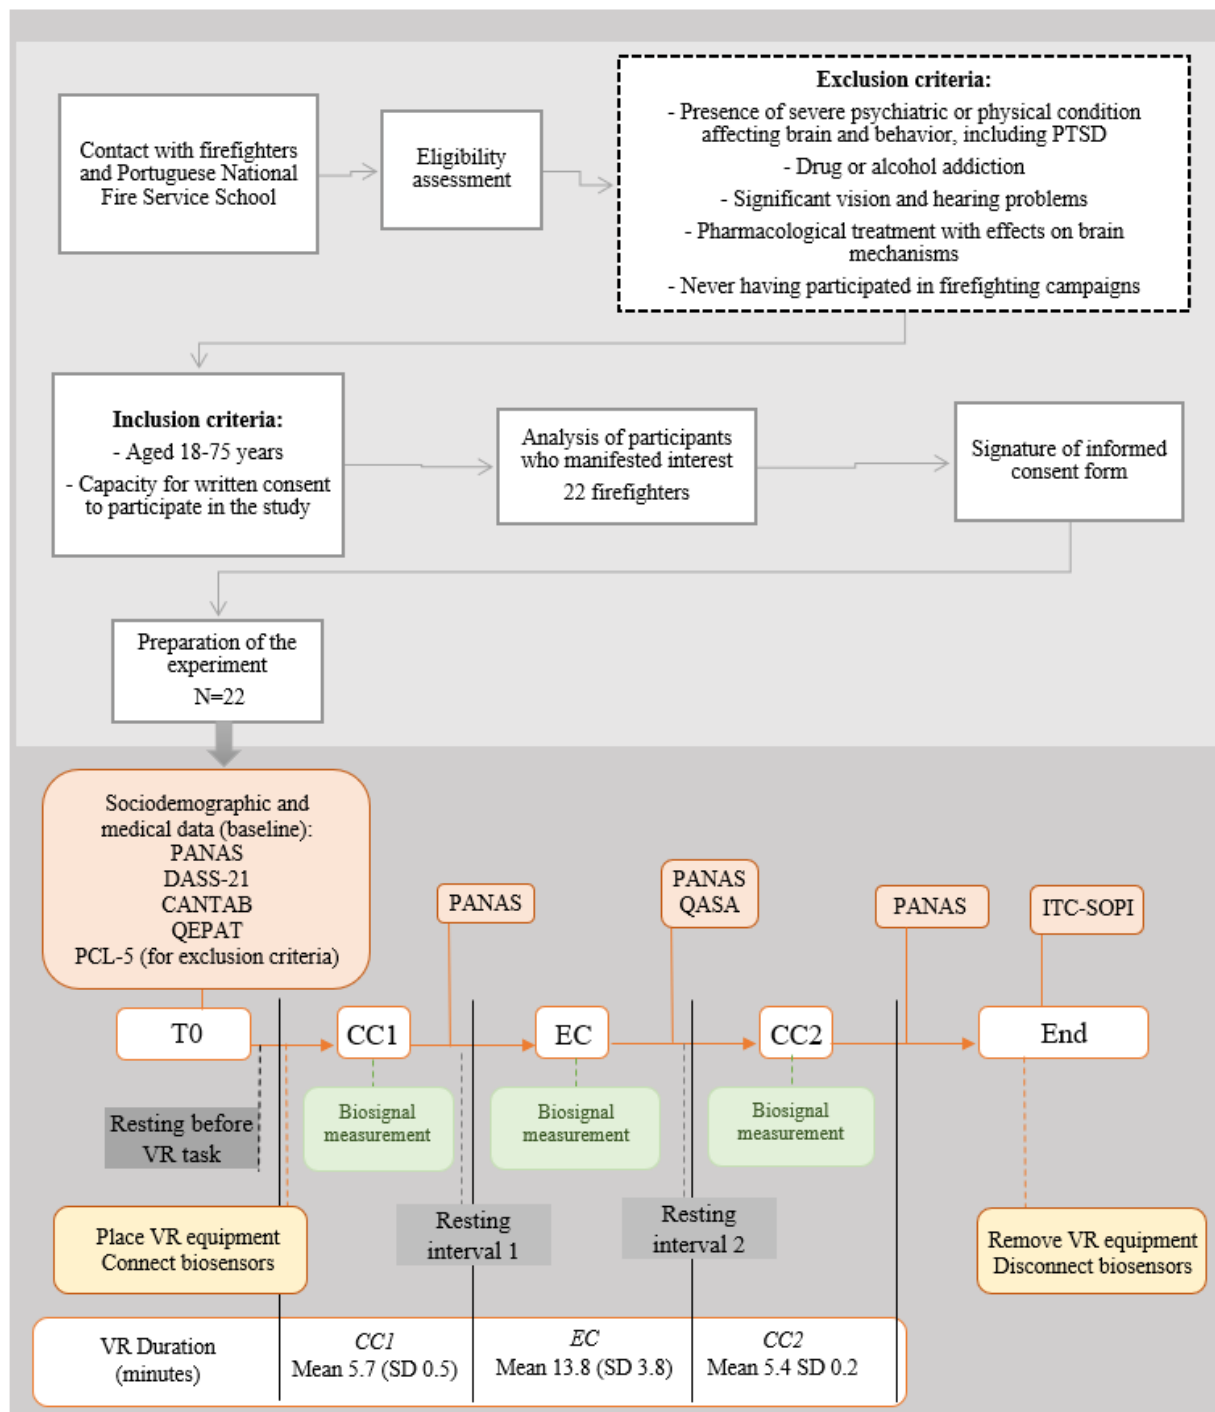 Contact with firefighters
and Portuguese National
Fire Service School
Eligibility
assessment
Exclusion criteria:
- Presence of severe psychiatric or physical condition
affecting brain and behavior, including PTSD
- Drug or alcohol addiction
- Significant vision and hearing problems
- Pharmacological treatment with effects on brain
mechanisms
- Never having participated in firefighting campaigns
Inclusion criteria:
- Aged 18-75 years
- Capacity for written consent
to participate in the study
Analysis of participants
who manifested interest
22 firefighters
Signature of informed
consent form
Preparation of the
experiment
N=22
Sociodemographic and
medical data (baseline):
PANAS
DASS-21
CANTAB
QEPAT
PCL-5 (for exclusion criteria)
PANAS
PANAS
QASA
PANAS
ITC-SOPI
T0
CC1
EC
CC2
End
Resting before
VR task
Biosignal
measurement
Biosignal
measurement
Biosignal
measurement
Place VR equipment
Connect biosensors
Resting
interval 1
Resting
interval 2
Remove VR equipment
Disconnect biosensors
VR Duration
(minutes)
CC1
Mean 5.7 (SD 0.5)
EC
Mean 13.8 (SD 3.8)
CC2
Mean 5.4 SD 0.2